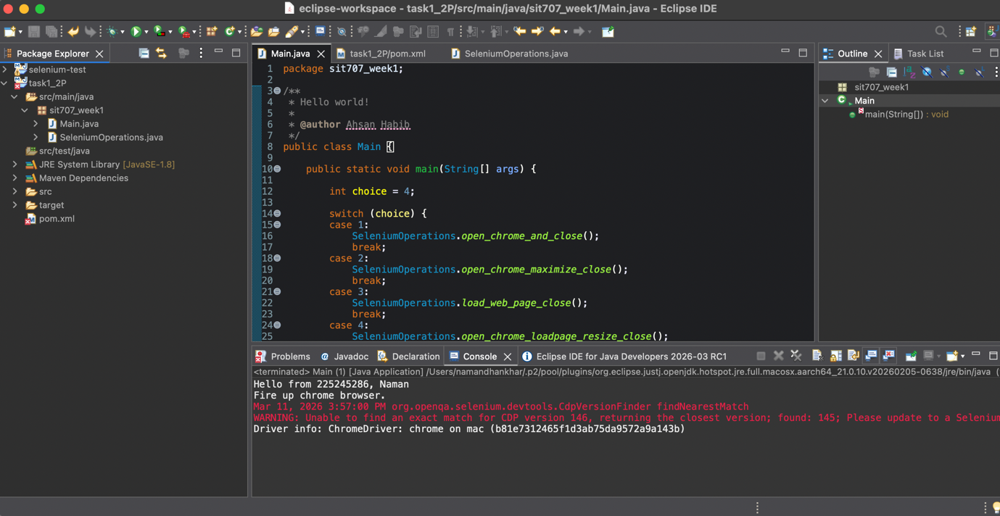 eclipse-workspace - task1_2P/src/main/java/sit707_week1/Main.java - Eclipse IDE
Package Explorer
selenium-test
task1_2P
src/main/java
sit707_week1
Main.java
SeleniumOperations.java
src/test/java
JRE System Library [JavaSE-1.8]
Maven Dependencies
src
target
pom.xml
Main.java
task1_2P/pom.xml
SeleniumOperations.java
1 package sit707_week1;
2
3 /**
4 * Hello world!
5 *
6 * @author Ahsan Habib
7 */
8 public class Main {
9
10 public static void main(String[] args) {
11
12 int choice = 4;
13
14 switch (choice) {
15 case 1:
16 SeleniumOperations.open_chrome_and_close();
17 break;
18 case 2:
19 SeleniumOperations.open_chrome_maximize_close();
20 break;
21 case 3:
22 SeleniumOperations.load_web_page_close();
23 break;
24 case 4:
25 SeleniumOperations.open_chrome_loadpage_resize_close();
Outline
Task List
sit707_week1
Main
main(String[]) : void
Problems
Javadoc
Declaration
Console
Eclipse IDE for Java Developers 2026-03 RC1
<terminated> Main (1) [Java Application] /Users/namandhankhar/.p2/pool/plugins/org.eclipse.justj.openjdk.hotspot.jre.full.macosx.aarch64_21.0.10.v20260205-0638/jre/bin/java (
Hello from 225245286, Naman
Fire up chrome browser.
Mar 11, 2026 3:57:00 PM org.openqa.selenium.devtools.CdpVersionFinder findNearestMatch
WARNING: Unable to find an exact match for CDP version 146, returning the closest version; found: 145; Please update to a Selenium
Driver info: ChromeDriver: chrome on mac (b81e7312465f1d3ab75da9572a9a143b)